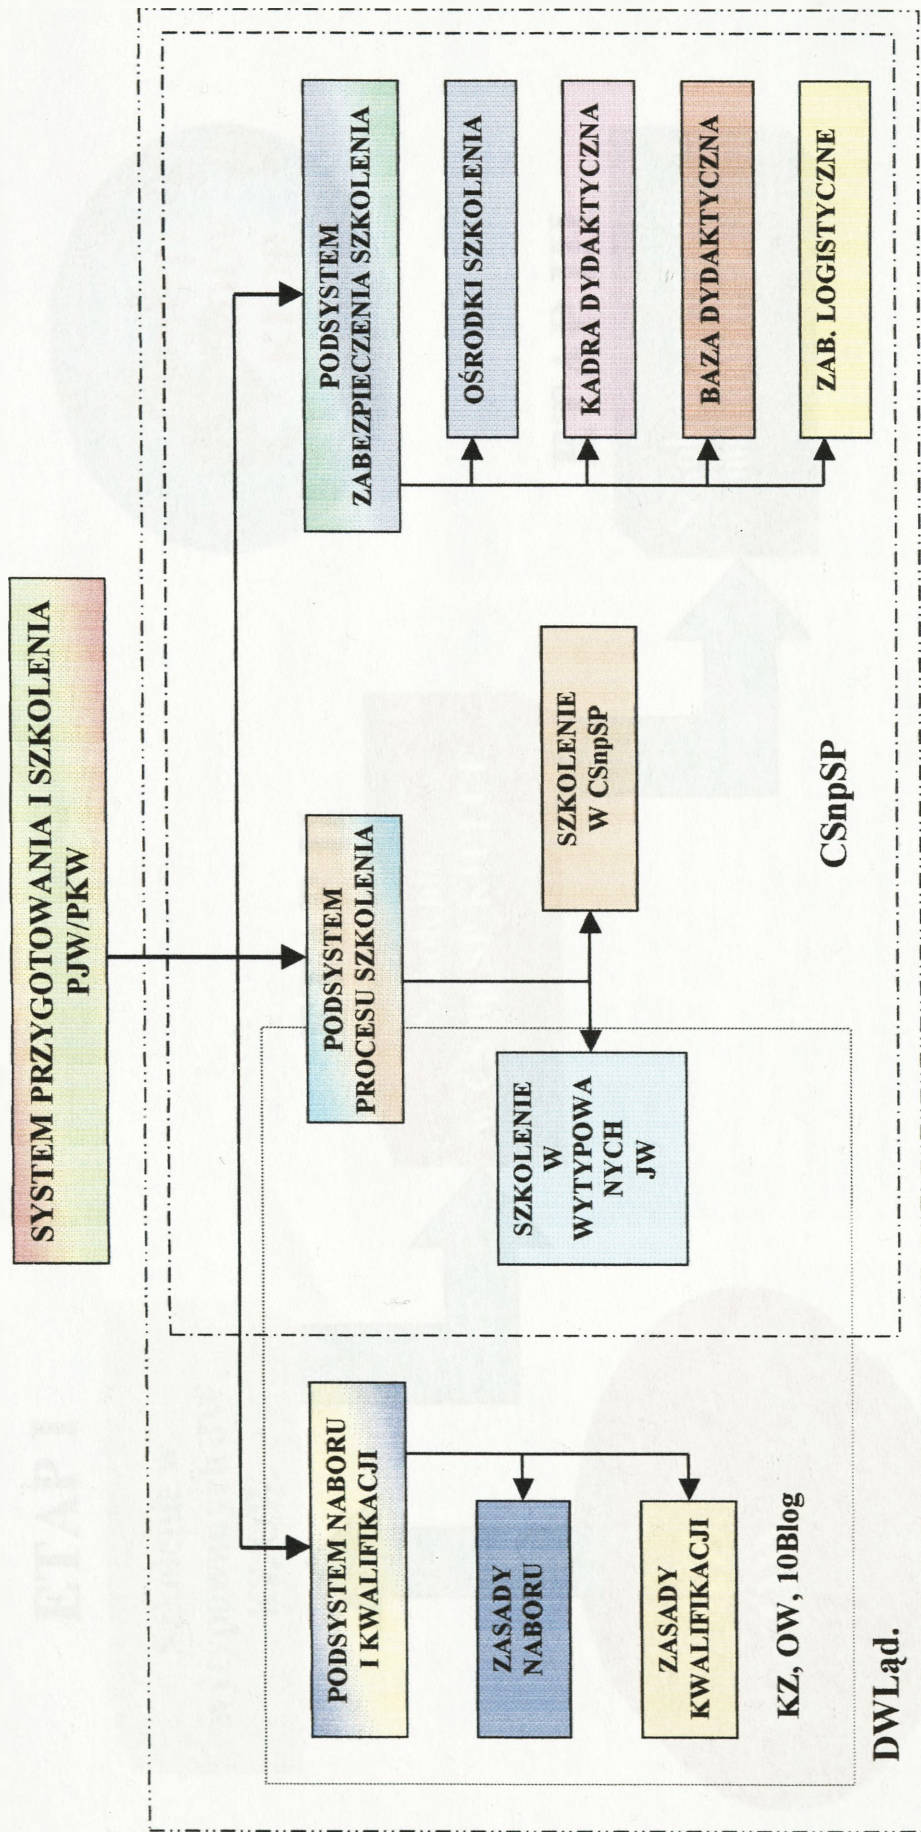 SYSTEM PRZYGOTOWANIA I SZKOLENIA
PJW/PKW
PODSYSTEM NABORU
I KWALIFIKACJI
ZASADY
NABORU
ZASADY
KWALIFIKACJI
KZ, OW, 10Blog
DWLąd.
PODSYSTEM
PROCESU SZKOLENIA
SZKOLENIE
W
WYTYPOWA
NYCH
JW
SZKOLENIE
W CSnpSP
CSnpSP
PODSYSTEM
ZABEZPIECZENIA SZKOLENIA
OŚRODKI SZKOLENIA
KADRA DYDAKTYCZNA
BAZA DYDAKTYCZNA
ZAB. LOGISTYCZNE
ETAP I